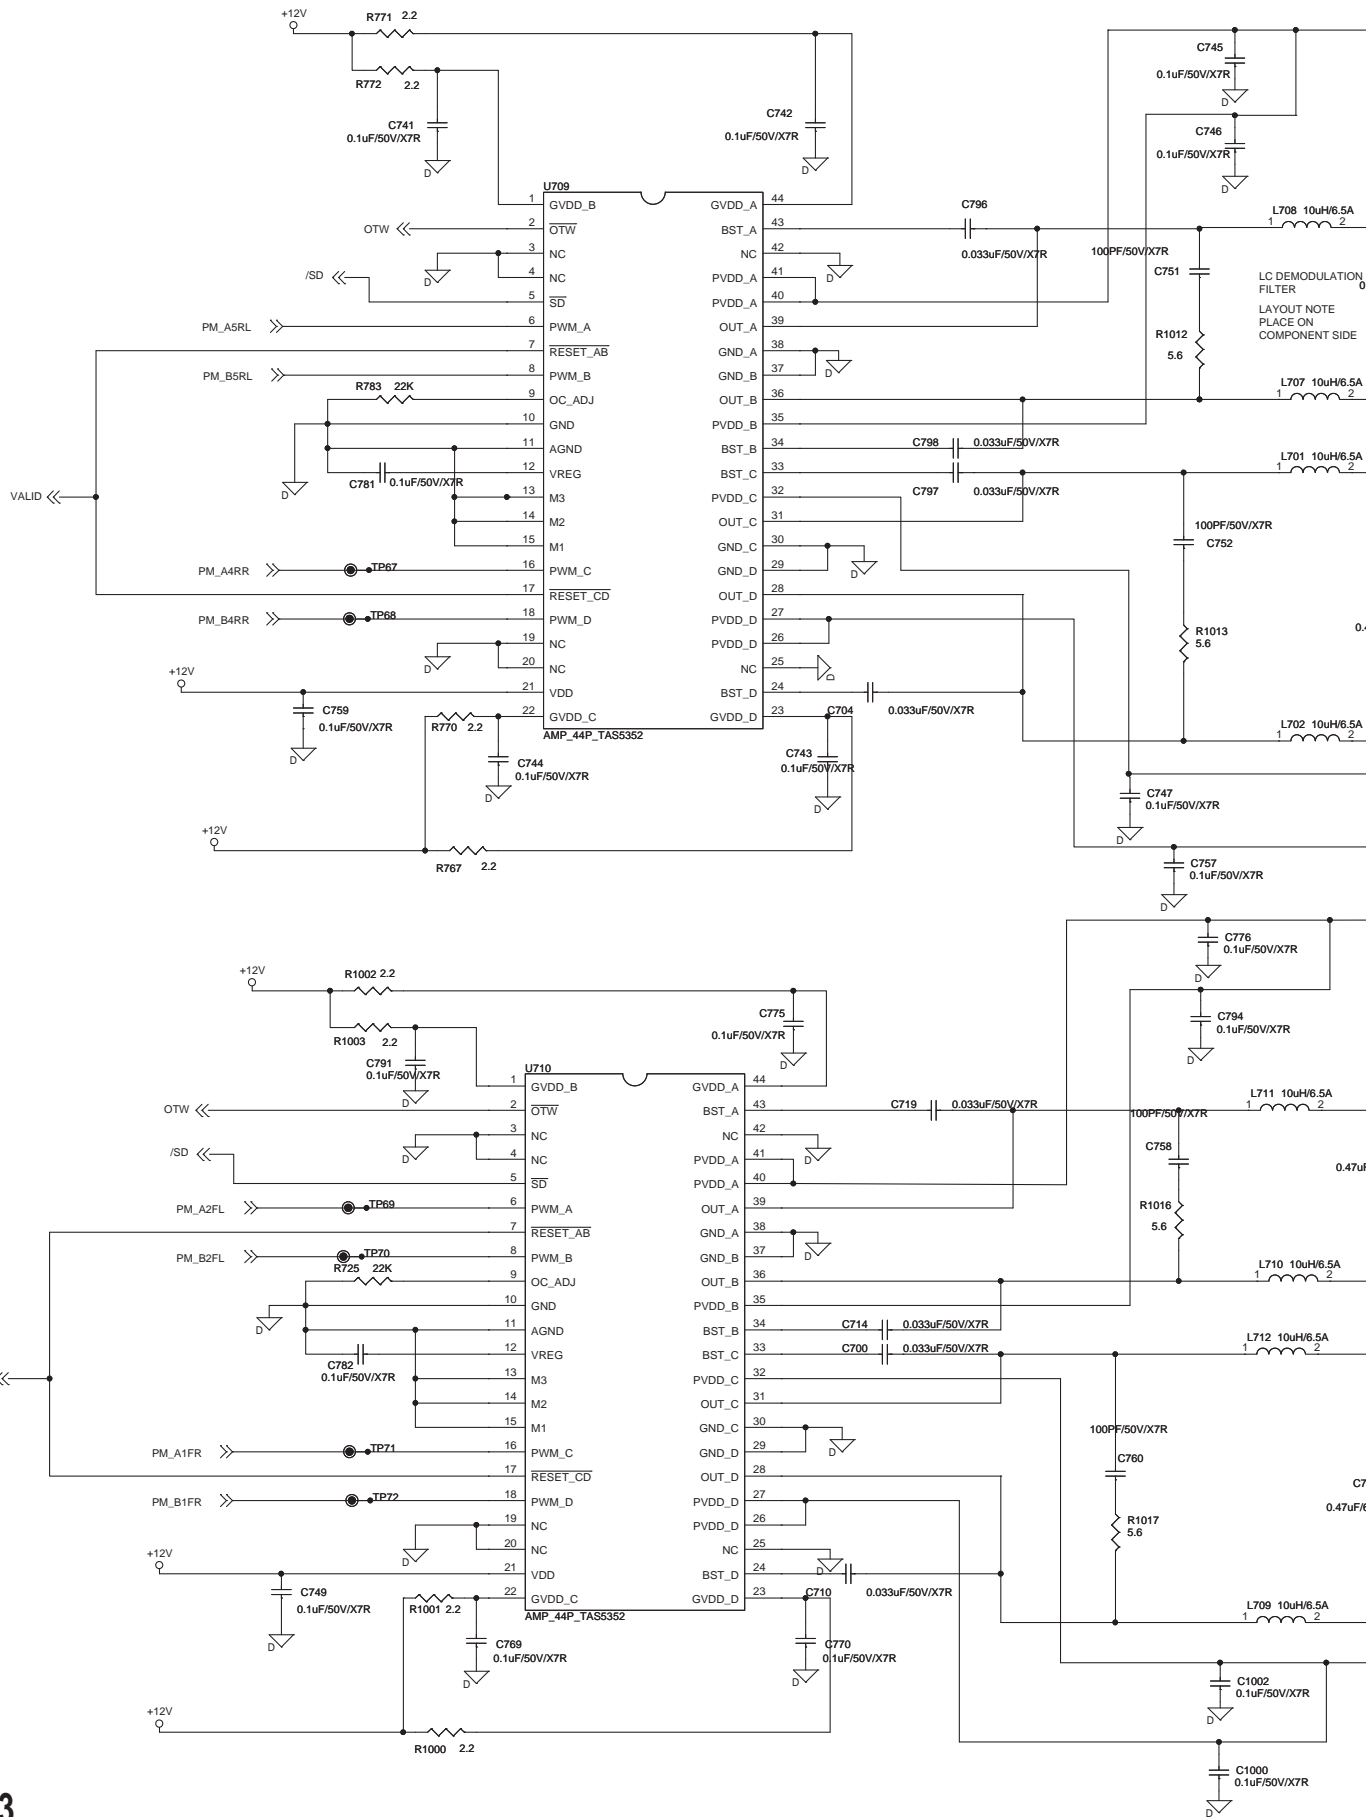 +12V
R771 2.2
R772 2.2
C741
0.1uF/50V/X7R
C742
0.1uF/50V/X7R
C745
0.1uF/50V/X7R
D
C746
0.1uF/50V/X7R
D
D
D
U709
1 GVDD_B
2 OTW
3 NC
4 NC
5 SD
6 PWM_A
7 RESET_AB
8 PWM_B
9 OC_ADJ
10 GND
11 AGND
12 VREG
13 M3
14 M2
15 M1
16 PWM_C
17 RESET_CD
18 PWM_D
19 NC
20 NC
21 VDD
22 GVDD_C
GVDD_A 44
BST_A 43
NC 42
PVDD_A 41
PVDD_A 40
OUT_A 39
GND_A 38
GND_B 37
OUT_B 36
PVDD_B 35
BST_B 34
BST_C 33
PVDD_C 32
OUT_C 31
GND_C 30
GND_D 29
OUT_D 28
PVDD_D 27
PVDD_D 26
NC 25
BST_D 24
GVDD_D 23
AMP_44P_TAS5352
OTW
D
/SD
PM_A5RL
PM_B5RL
R783 22K
D
C781 0.1uF/50V/X7R
VALID
PM_A4RR
TP67
PM_B4RR
TP68
D
+12V
C759
0.1uF/50V/X7R
D
R770 2.2
C744
0.1uF/50V/X7R
D
+12V
R767 2.2
C796
0.033uF/50V/X7R
D
D
C798 0.033uF/50V/X7R
C797 0.033uF/50V/X7R
D
D
C704 0.033uF/50V/X7R
C743
0.1uF/50V/X7R
D
100PF/50V/X7R
C751
R1012
5.6
L708 10uH/6.5A
1 2
LC DEMODULATION
FILTER
0
LAYOUT NOTE
PLACE ON
COMPONENT SIDE
L707 10uH/6.5A
1 2
L701 10uH/6.5A
1 2
100PF/50V/X7R
C752
R1013
5.6
L702 10uH/6.5A
1 2
C747
0.1uF/50V/X7R
D
C757
0.1uF/50V/X7R
D
C776
0.1uF/50V/X7R
D
C794
0.1uF/50V/X7R
D
+12V
R1002 2.2
R1003 2.2
C791
0.1uF/50V/X7R
D
C775
0.1uF/50V/X7R
D
U710
1 GVDD_B
2 OTW
3 NC
4 NC
5 SD
6 PWM_A
7 RESET_AB
8 PWM_B
9 OC_ADJ
10 GND
11 AGND
12 VREG
13 M3
14 M2
15 M1
16 PWM_C
17 RESET_CD
18 PWM_D
19 NC
20 NC
21 VDD
22 GVDD_C
GVDD_A 44
BST_A 43
NC 42
PVDD_A 41
PVDD_A 40
OUT_A 39
GND_A 38
GND_B 37
OUT_B 36
PVDD_B 35
BST_B 34
BST_C 33
PVDD_C 32
OUT_C 31
GND_C 30
GND_D 29
OUT_D 28
PVDD_D 27
PVDD_D 26
NC 25
BST_D 24
GVDD_D 23
AMP_44P_TAS5352
OTW
D
/SD
PM_A2FL
TP69
PM_B2FL
TP70
R725 22K
D
C782
0.1uF/50V/X7R
PM_A1FR
TP71
PM_B1FR
TP72
D
+12V
C749
0.1uF/50V/X7R
D
R1001 2.2
C769
0.1uF/50V/X7R
D
+12V
R1000 2.2
C719 0.033uF/50V/X7R
D
D
C714 0.033uF/50V/X7R
C700 0.033uF/50V/X7R
D
D
C710 0.033uF/50V/X7R
C770
0.1uF/50V/X7R
D
L711 10uH/6.5A
1 2
100PF/50V/X7R
C758
0.47uF
R1016
5.6
L710 10uH/6.5A
1 2
L712 10uH/6.5A
1 2
100PF/50V/X7R
C760
C7
0.47uF/6
R1017
5.6
L709 10uH/6.5A
1 2
C1002
0.1uF/50V/X7R
D
C1000
0.1uF/50V/X7R
D
3